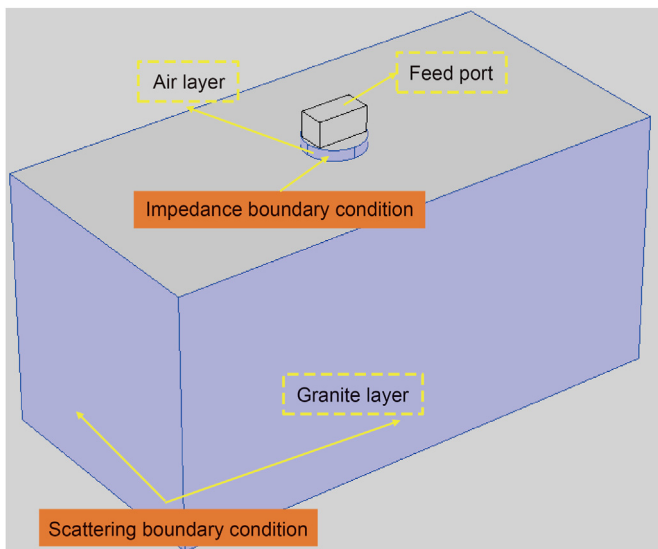 Feed port
Air layer
Impedance boundary condition
Granite layer
Scattering boundary condition